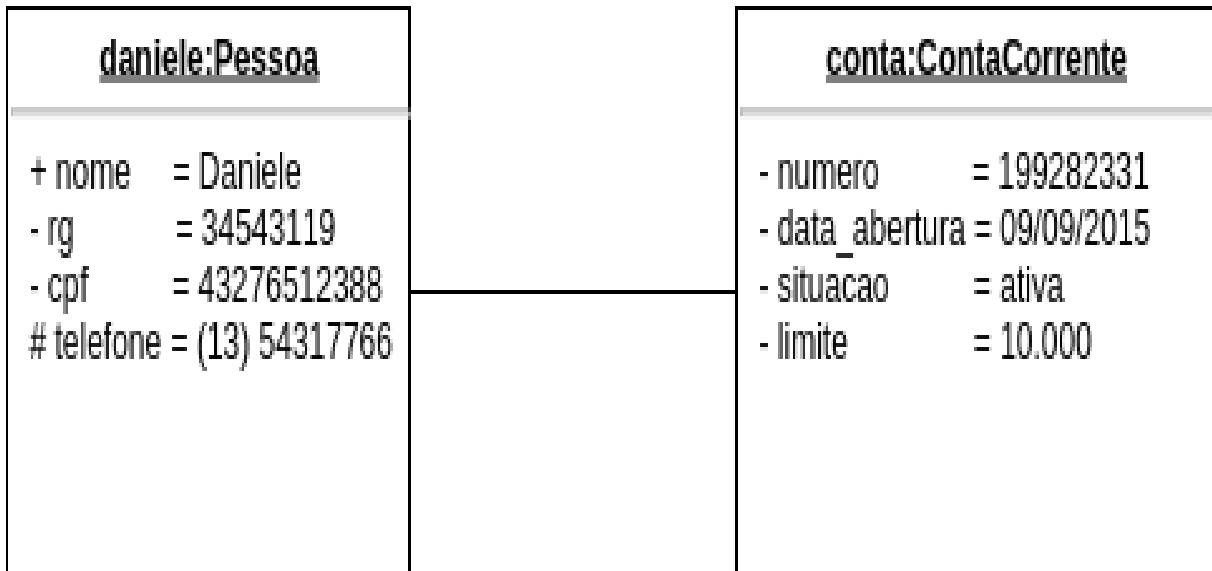 daniele:Pessoa
+ nome = Daniele
- rg = 34543119
- cpf = 43276512388
# telefone = (13) 54317766
conta:ContaCorrente
- numero = 199282331
- data_abertura = 09/09/2015
- situacao = ativa
- limite = 10.000